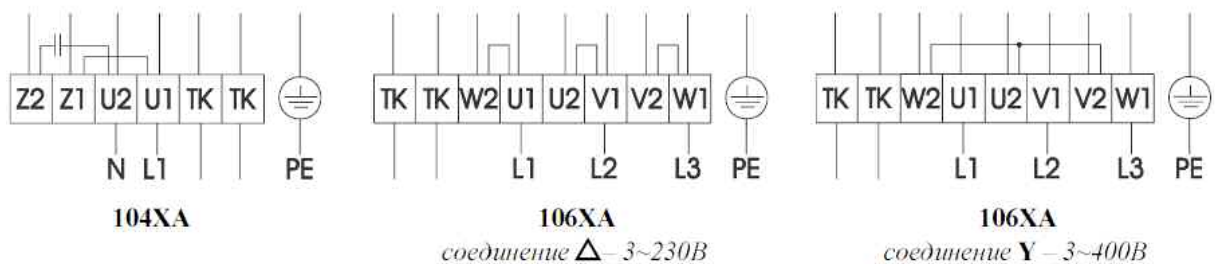 Z2 Z1 U2 U1 TK TK
N L1 PE
104XA
TK TK W2 U1 U2 V1 V2 W1
L1 L2 L3 PE
106XA
соединение Δ – 3~230В
TK TK W2 U1 U2 V1 V2 W1
L1 L2 L3 PE
106XA
соединение Y – 3~400В